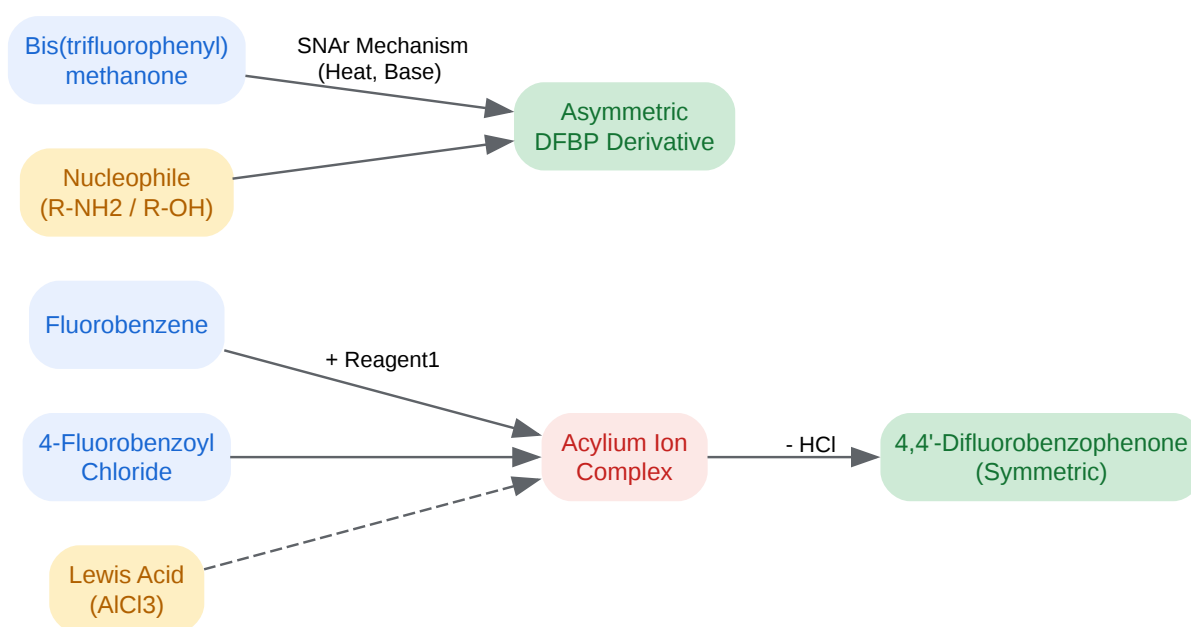 Bis(trifluorophenyl)
methanone
SNAr Mechanism
(Heat, Base)
Asymmetric
DFBP Derivative
Nucleophile
(R-NH2 / R-OH)
Fluorobenzene
+ Reagent1
4-Fluorobenzoyl
Chloride
Acylium Ion
Complex
- HCl
4,4'-Difluorobenzophenone
(Symmetric)
Lewis Acid
(AlCl3)